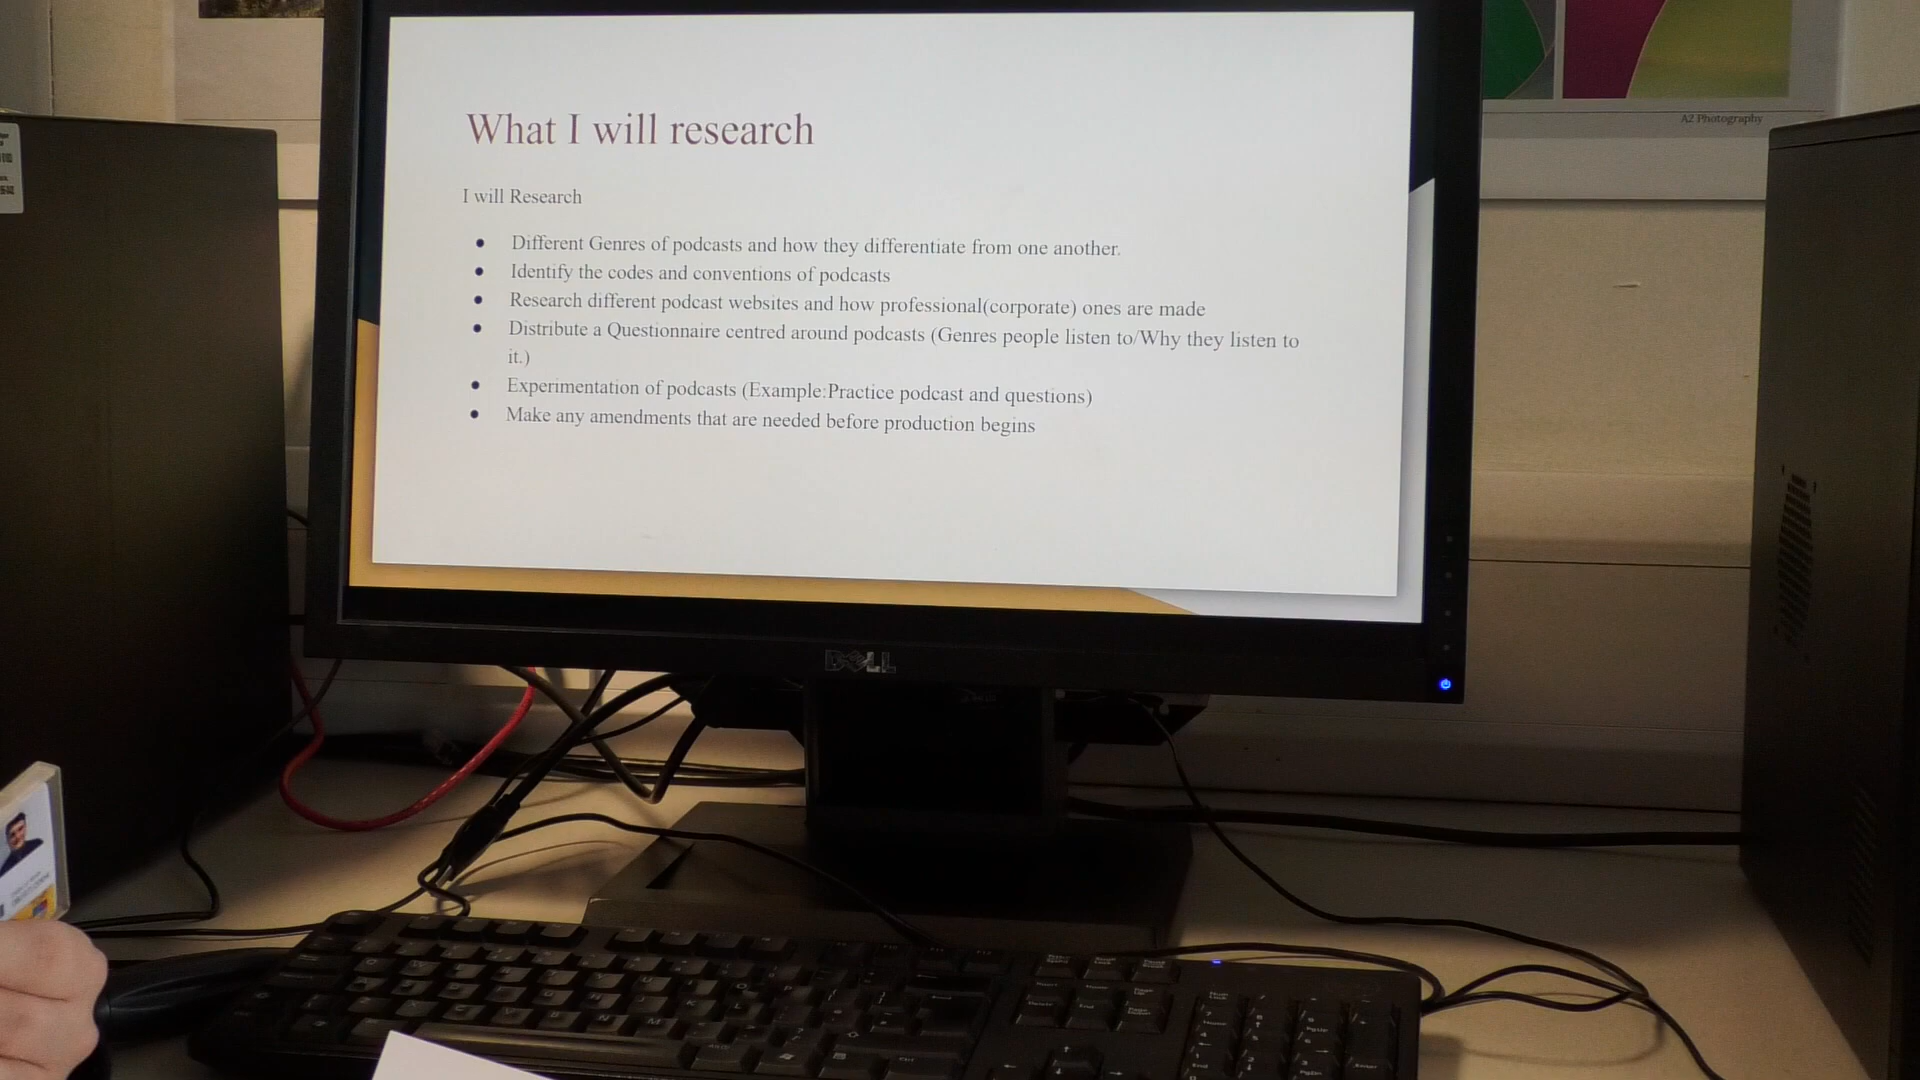 A2 Photography
What I will research
I will Research
Different Genres of podcasts and how they differentiate from one another.
Identify the codes and conventions of podcasts
Research different podcast websites and how professional(corporate) ones are made
Distribute a Questionnaire centred around podcasts (Genres people listen to/Why they listen to
it.)
Experimentation of podcasts (Example:Practice podcast and questions)
Make any amendments that are needed before production begins
DELL